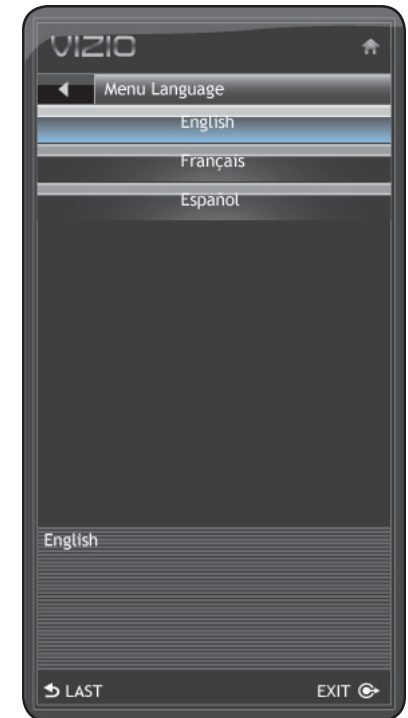 VIZIO
Menu Language
English
Français
Español
English
LAST EXIT